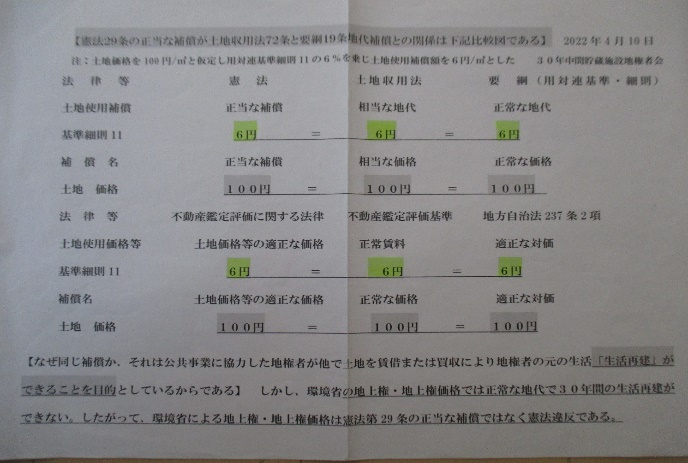 【憲法29条の正当な補償が土地収用法72条と要綱19条地代補償との関係は下記比較図である】 2022年4月10日
注：土地価格を100円/㎡と仮定し用対連基準細則11の6％を乗じ土地使用補償額を6円/㎡とした 30年中間貯蔵施設地権者会
法律等 憲法 土地収用法 要綱（用対連基準・細則）
土地使用補償 正当な補償 相当な地代 正常な地代
基準細則11 6円 = 6円 = 6円
補償名 正当な補償 相当な価格 正常な価格
土地 価格 100円 = 100円 = 100円
法律等 不動産鑑定評価に関する法律 不動産鑑定評価基準 地方自治法237条2項
土地使用価格等 土地価格等の適正な価格 正常賃料 適正な対価
基準細則11 6円 = 6円 = 6円
補償名 土地価格等の適正な価格 正常な価格 適正な対価
土地 価格 100円 = 100円 = 100円
【なぜ同じ補償か、それは公共事業に協力した地権者が他で土地を賃借または買収により地権者の元の生活「生活再建」が
できることを目的としているからである】 しかし、環境省の地上権・地上権価格では正常な地代で30年間の生活再建が
できない。したがって、環境省による地上権・地上権価格は憲法第29条の正当な補償ではなく憲法違反である。